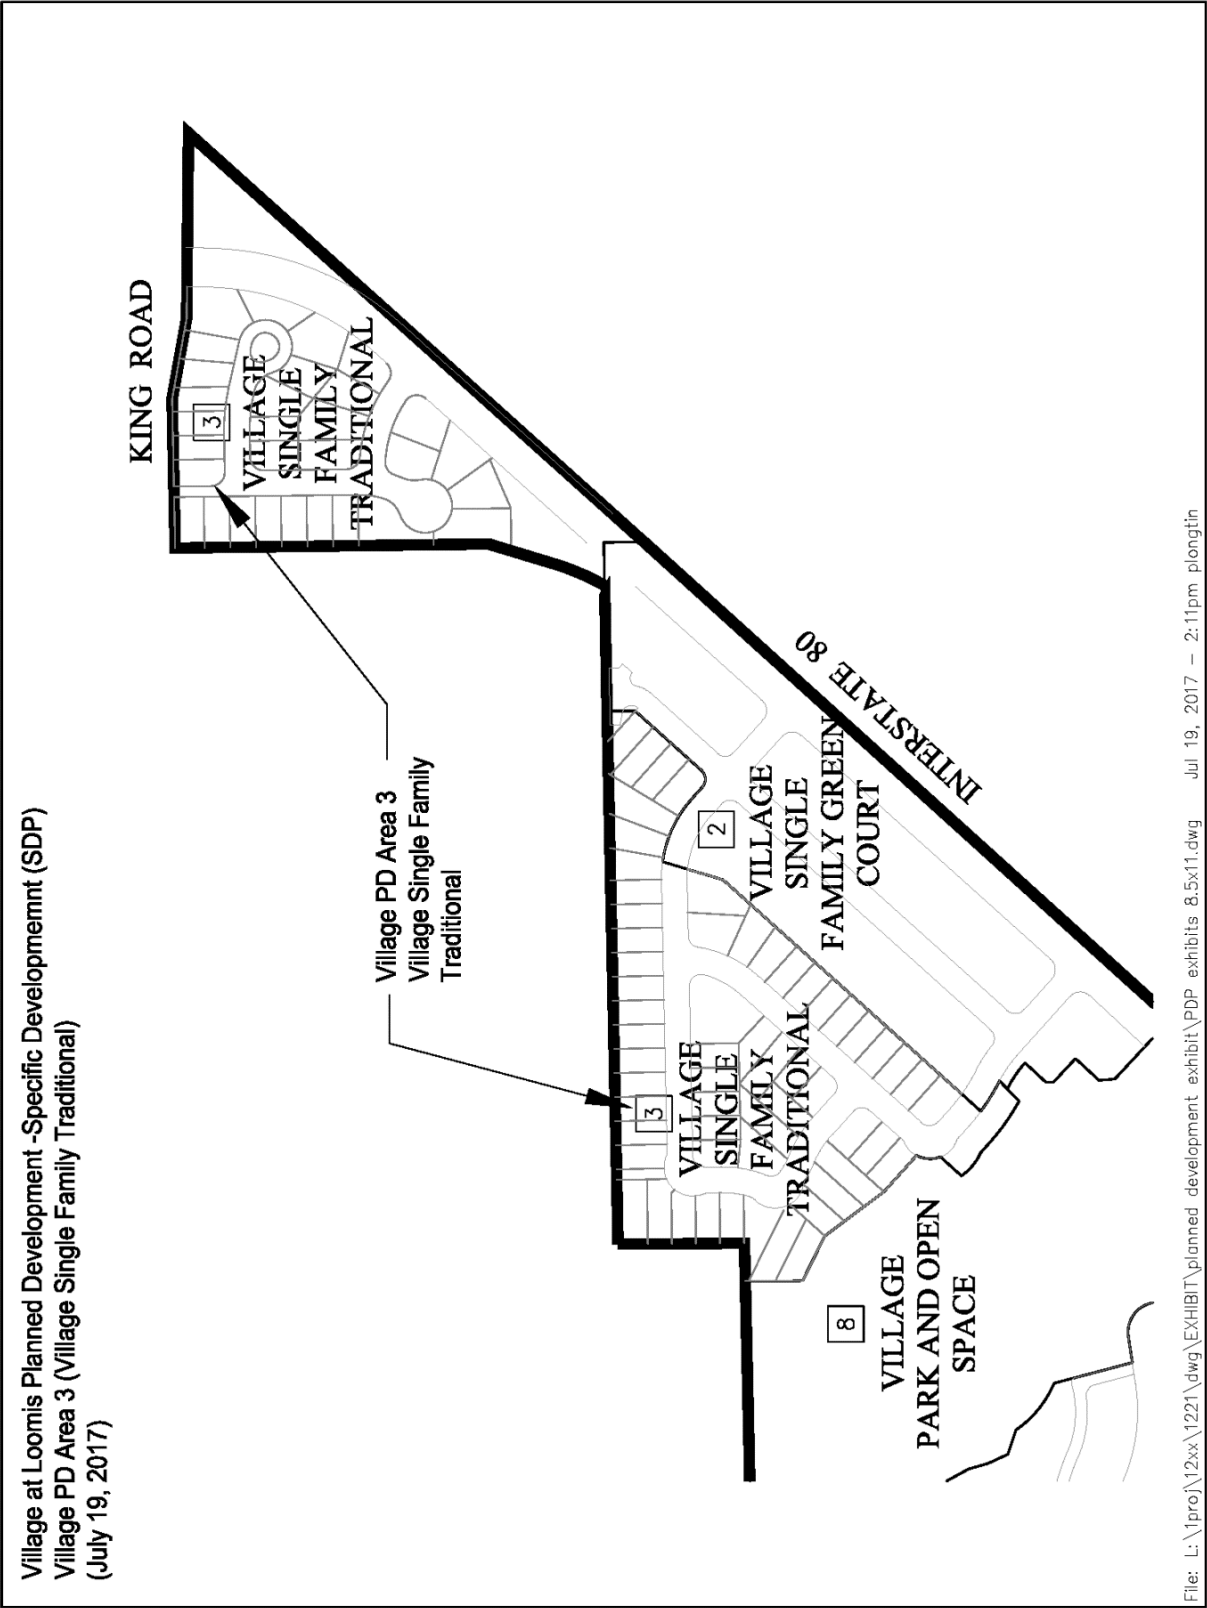 Village at Loomis Planned Development -Specific Developmemnt (SDP)
Village PD Area 3 (Village Single Family Traditional)
(July 19, 2017)
KING ROAD
3
VILLAGE
SINGLE
FAMILY
TRADITIONAL
Village PD Area 3
Village Single Family
Traditional
INTERSTATE 80
2
VILLAGE
SINGLE
FAMILY GREEN
COURT
3
VILLAGE
SINGLE
FAMILY
TRADITIONAL
8
VILLAGE
PARK AND OPEN
SPACE
File: L:\1proj\12xx\1221\dwg\EXHIBIT\planned development exhibit\PDP exhibits 8.5x11.dwg Jul 19, 2017 - 2:11pm plongtin